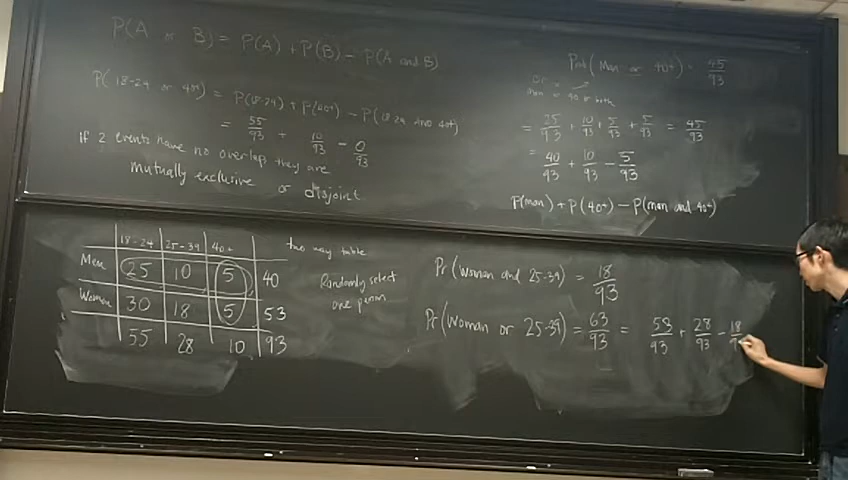 P(A or B) = P(A) + P(B) - P(A and B)
P(18-24 or 40+) = P(18-24) + P(40+) - P(18-24 and 40+)
= 55/93 + 10/93 - 0/93
if 2 events have no overlap they are
mutually exclusive or disjoint
Prob(Man or 40+) = 45/93
man or 40 or both
= 25/93 + 10/93 + 5/93 + 5/93 = 45/93
= 40/93 + 10/93 - 5/93
P(man) + P(40+) - P(man and 40+)
18-24 25-39 40+
Men 25 10 5 40
Women 30 18 5 53
55 28 10 93
two way table
Randomly select
one person
Pr(Woman and 25-39) = 18/93
Pr(Woman or 25-39) = 63/93 = 53/93 + 28/93 - 18/9